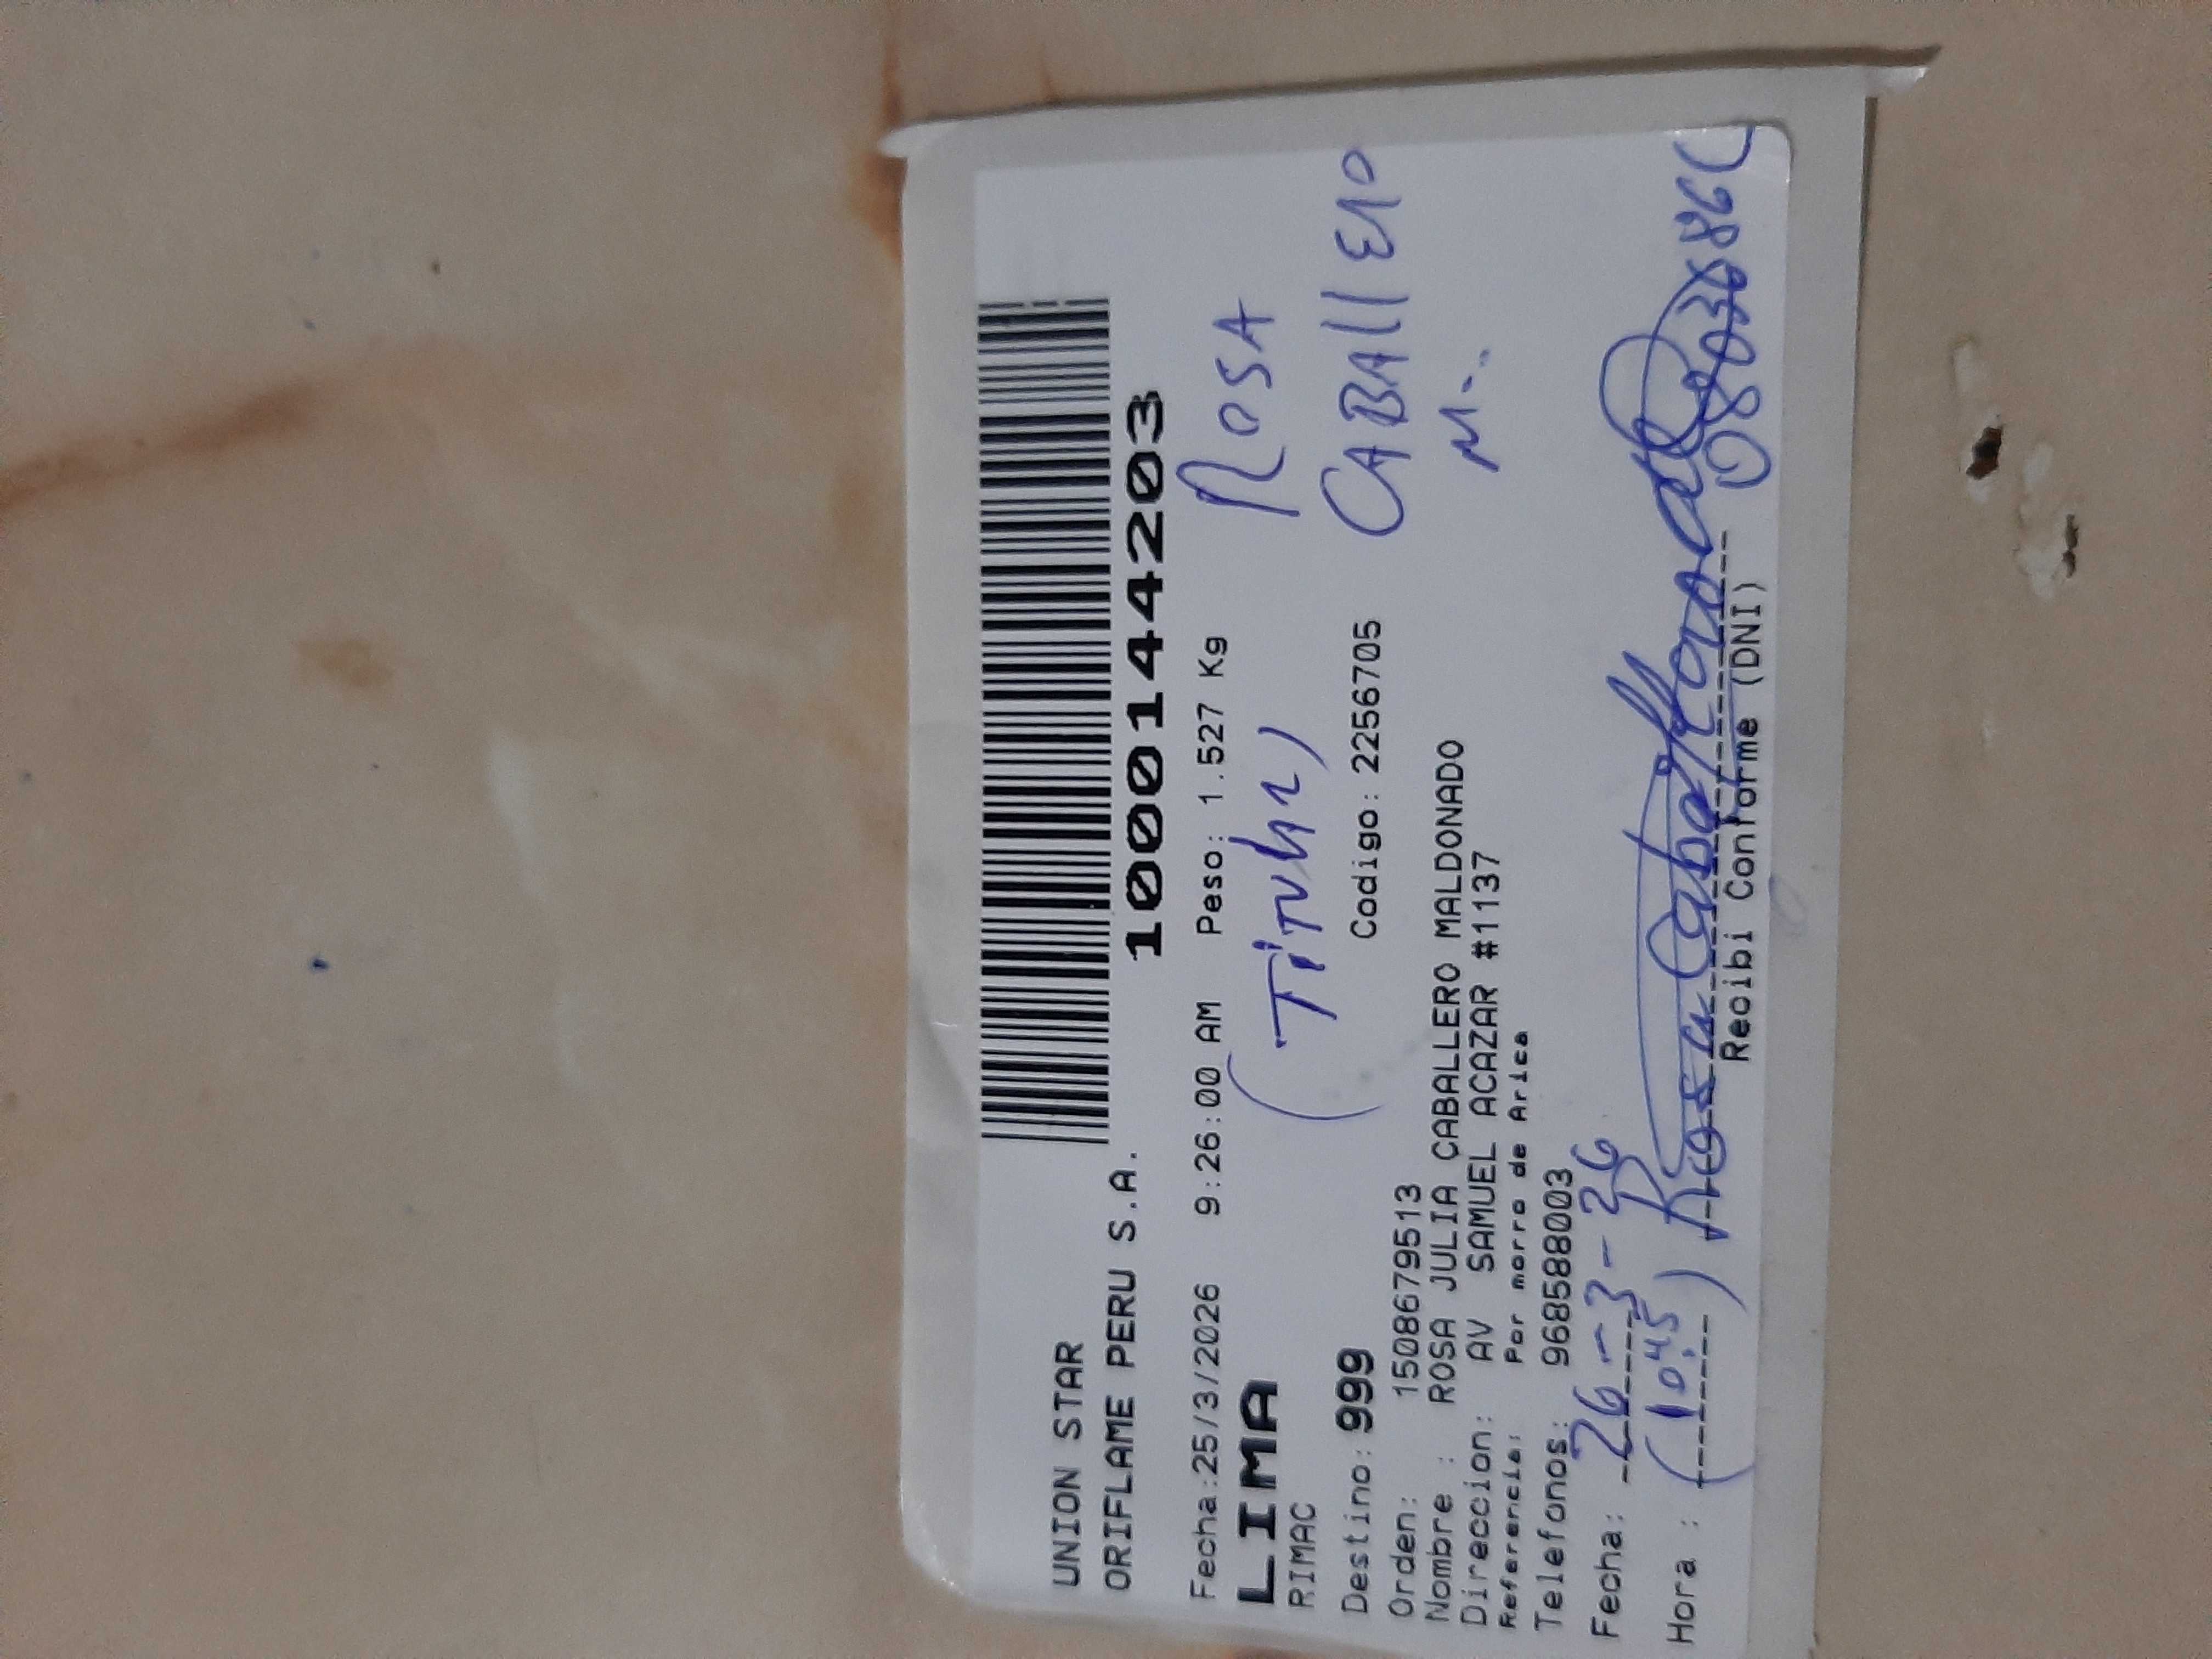 UNION STAR
ORIFLAME PERU S.A.
1000144203
Fecha:25/3/2026 9:26:00 AM Peso: 1.527 Kg
LIMA
RIMAC
(Titular)
ROSA
CABALLERO
M..
Destino: 999 Codigo: 2256705
Orden: 1508679513
Nombre : ROSA JULIA CABALLERO MALDONADO
Direccion: AV SAMUEL ACAZAR #1137
Referencia: Por morro de Arica
Telefonos: 968588003
Fecha: 26-3-26
Hora : (10:45) Rosa Caballero
Recibi Conforme (DNI)